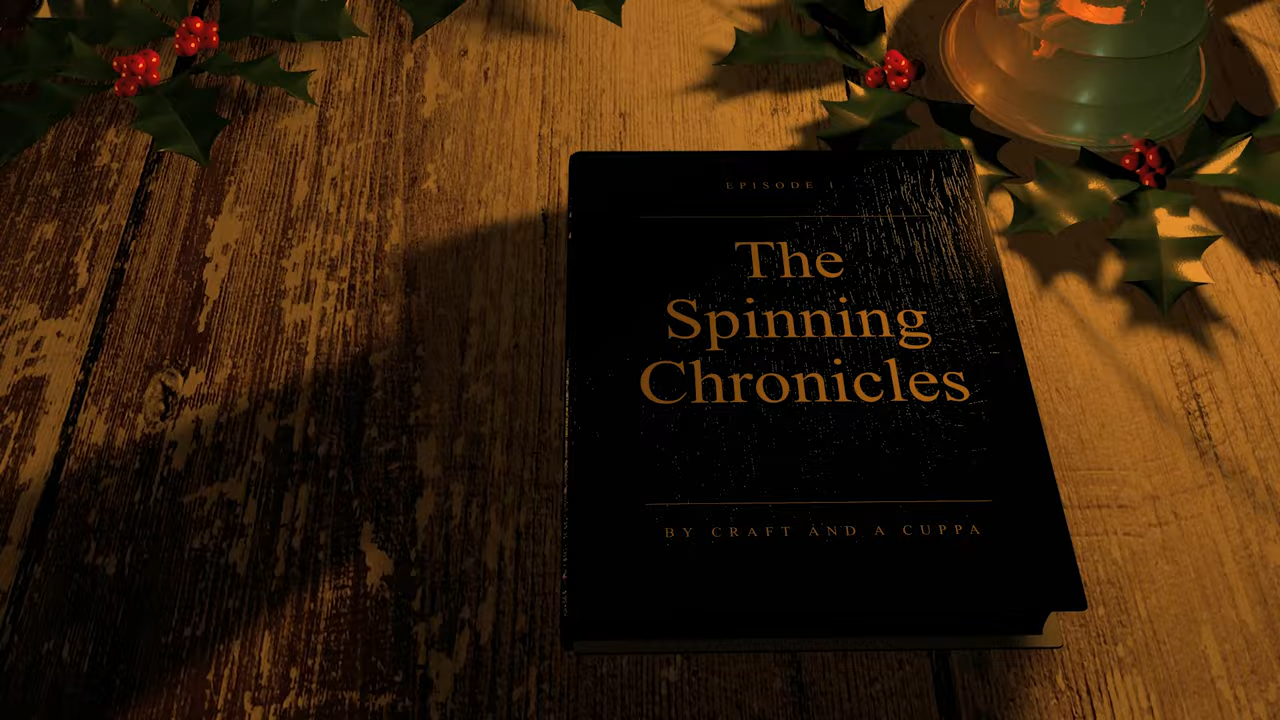 EPISODE 1
The
Spinning
Chronicles
BY CRAFT AND A CUPPA